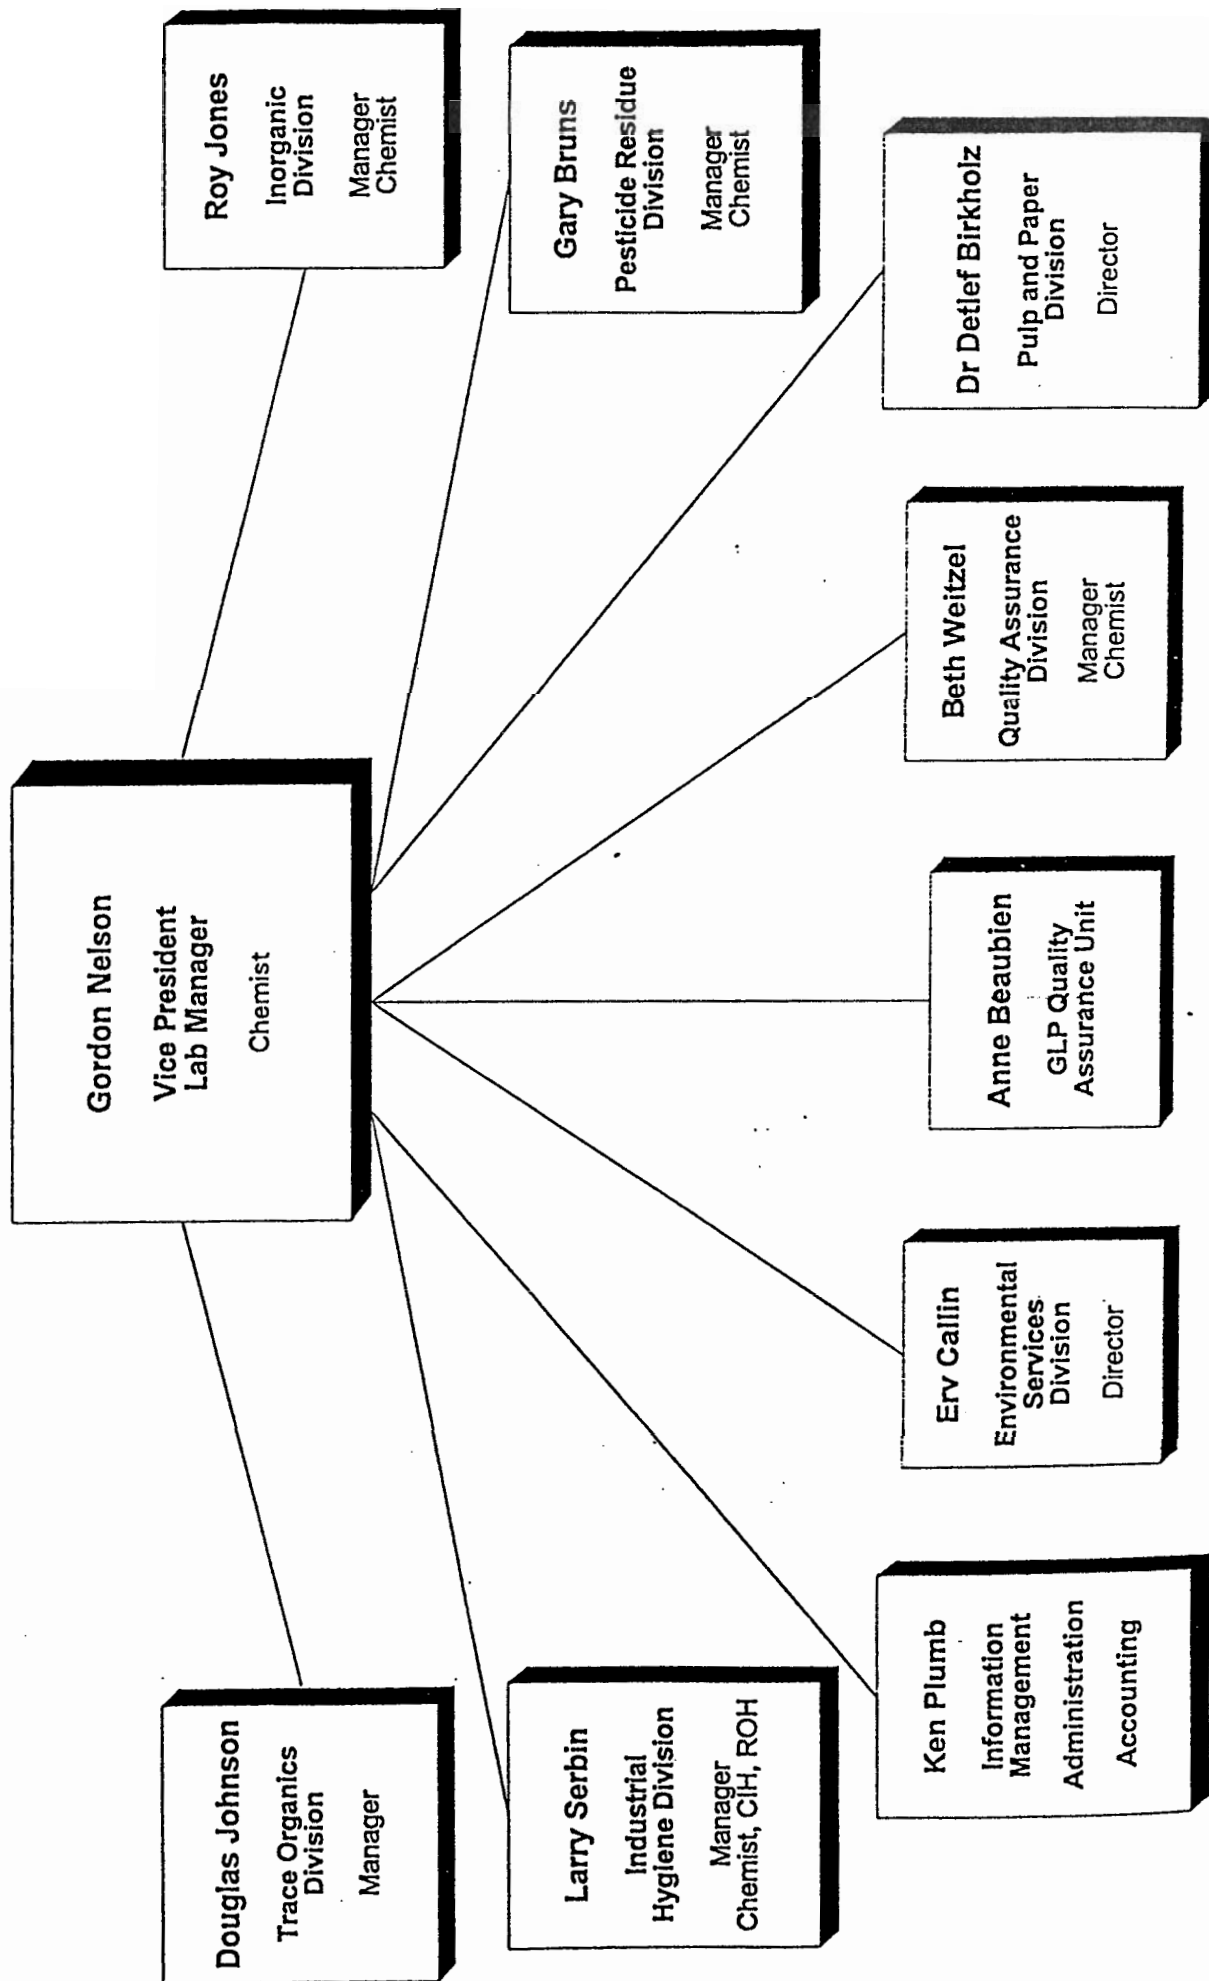 Gordon Nelson
Vice President
Lab Manager
Chemist
Douglas Johnson
Trace Organics
Division
Manager
Roy Jones
Inorganic
Division
Manager
Chemist
Larry Serbin
Industrial
Hygiene Division
Manager
Chemist, CIH, ROH
Gary Bruns
Pesticide Residue
Division
Manager
Chemist
Ken Plumb
Information
Management
Administration
Accounting
Erv Callin
Environmental
Services
Division
Director
Anne Beaubien
GLP Quality
Assurance Unit
Beth Weitzel
Quality Assurance
Division
Manager
Chemist
Dr Detlef Birkholz
Pulp and Paper
Division
Director